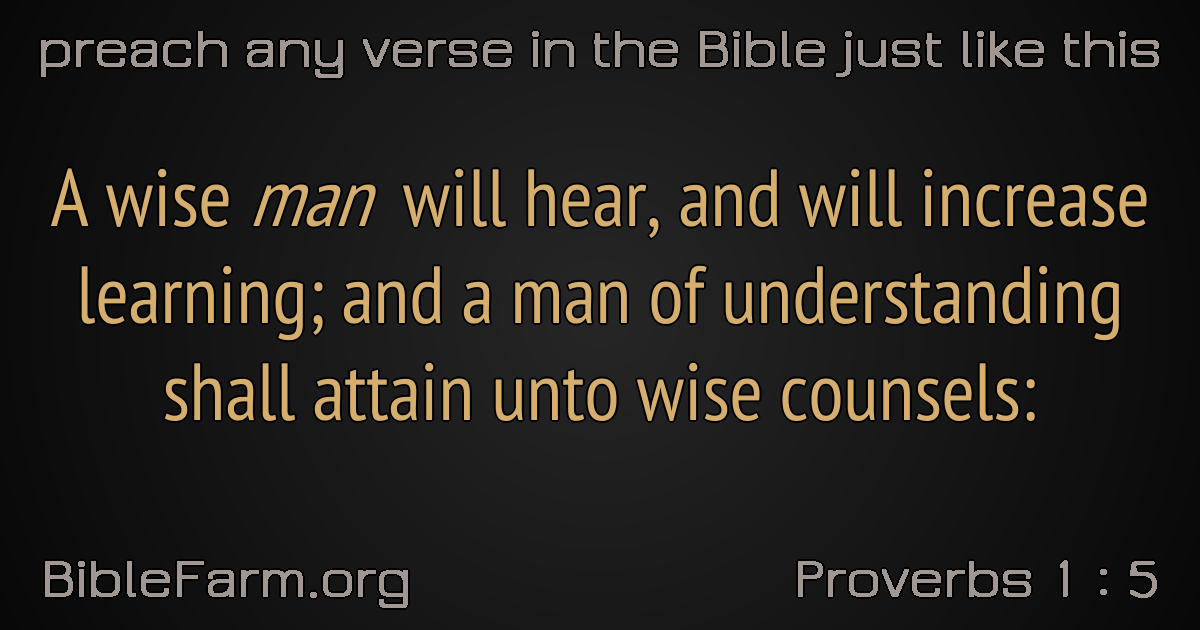 preach any verse in the Bible just like this
A wise man will hear, and will increase
learning; and a man of understanding
shall attain unto wise counsels:
BibleFarm.org
Proverbs 1 : 5